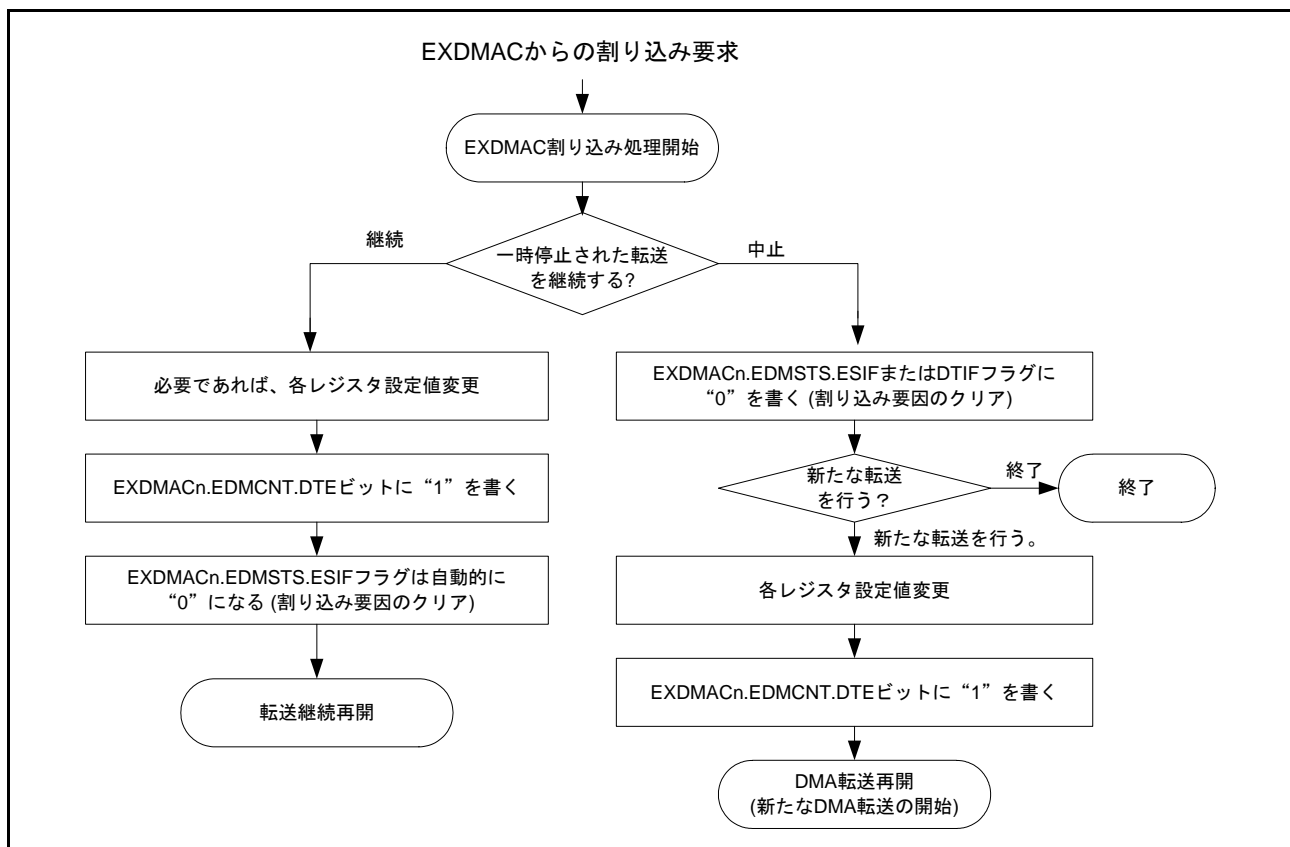 EXDMACからの割り込み要求
EXDMAC割り込み処理開始
一時停止された転送
を継続する?
継続
中止
必要であれば、各レジスタ設定値変更
EXDMACn.EDMCNT.DTEビットに“1”を書く
EXDMACn.EDMSTS.ESIFフラグは自動的に
“0”になる (割り込み要因のクリア)
転送継続再開
EXDMACn.EDMSTS.ESIFまたはDTIFフラグに
“0”を書く (割り込み要因のクリア)
新たな転送
を行う？
終了
終了
新たな転送を行う。
各レジスタ設定値変更
EXDMACn.EDMCNT.DTEビットに“1”を書く
DMA転送再開
(新たなDMA転送の開始)